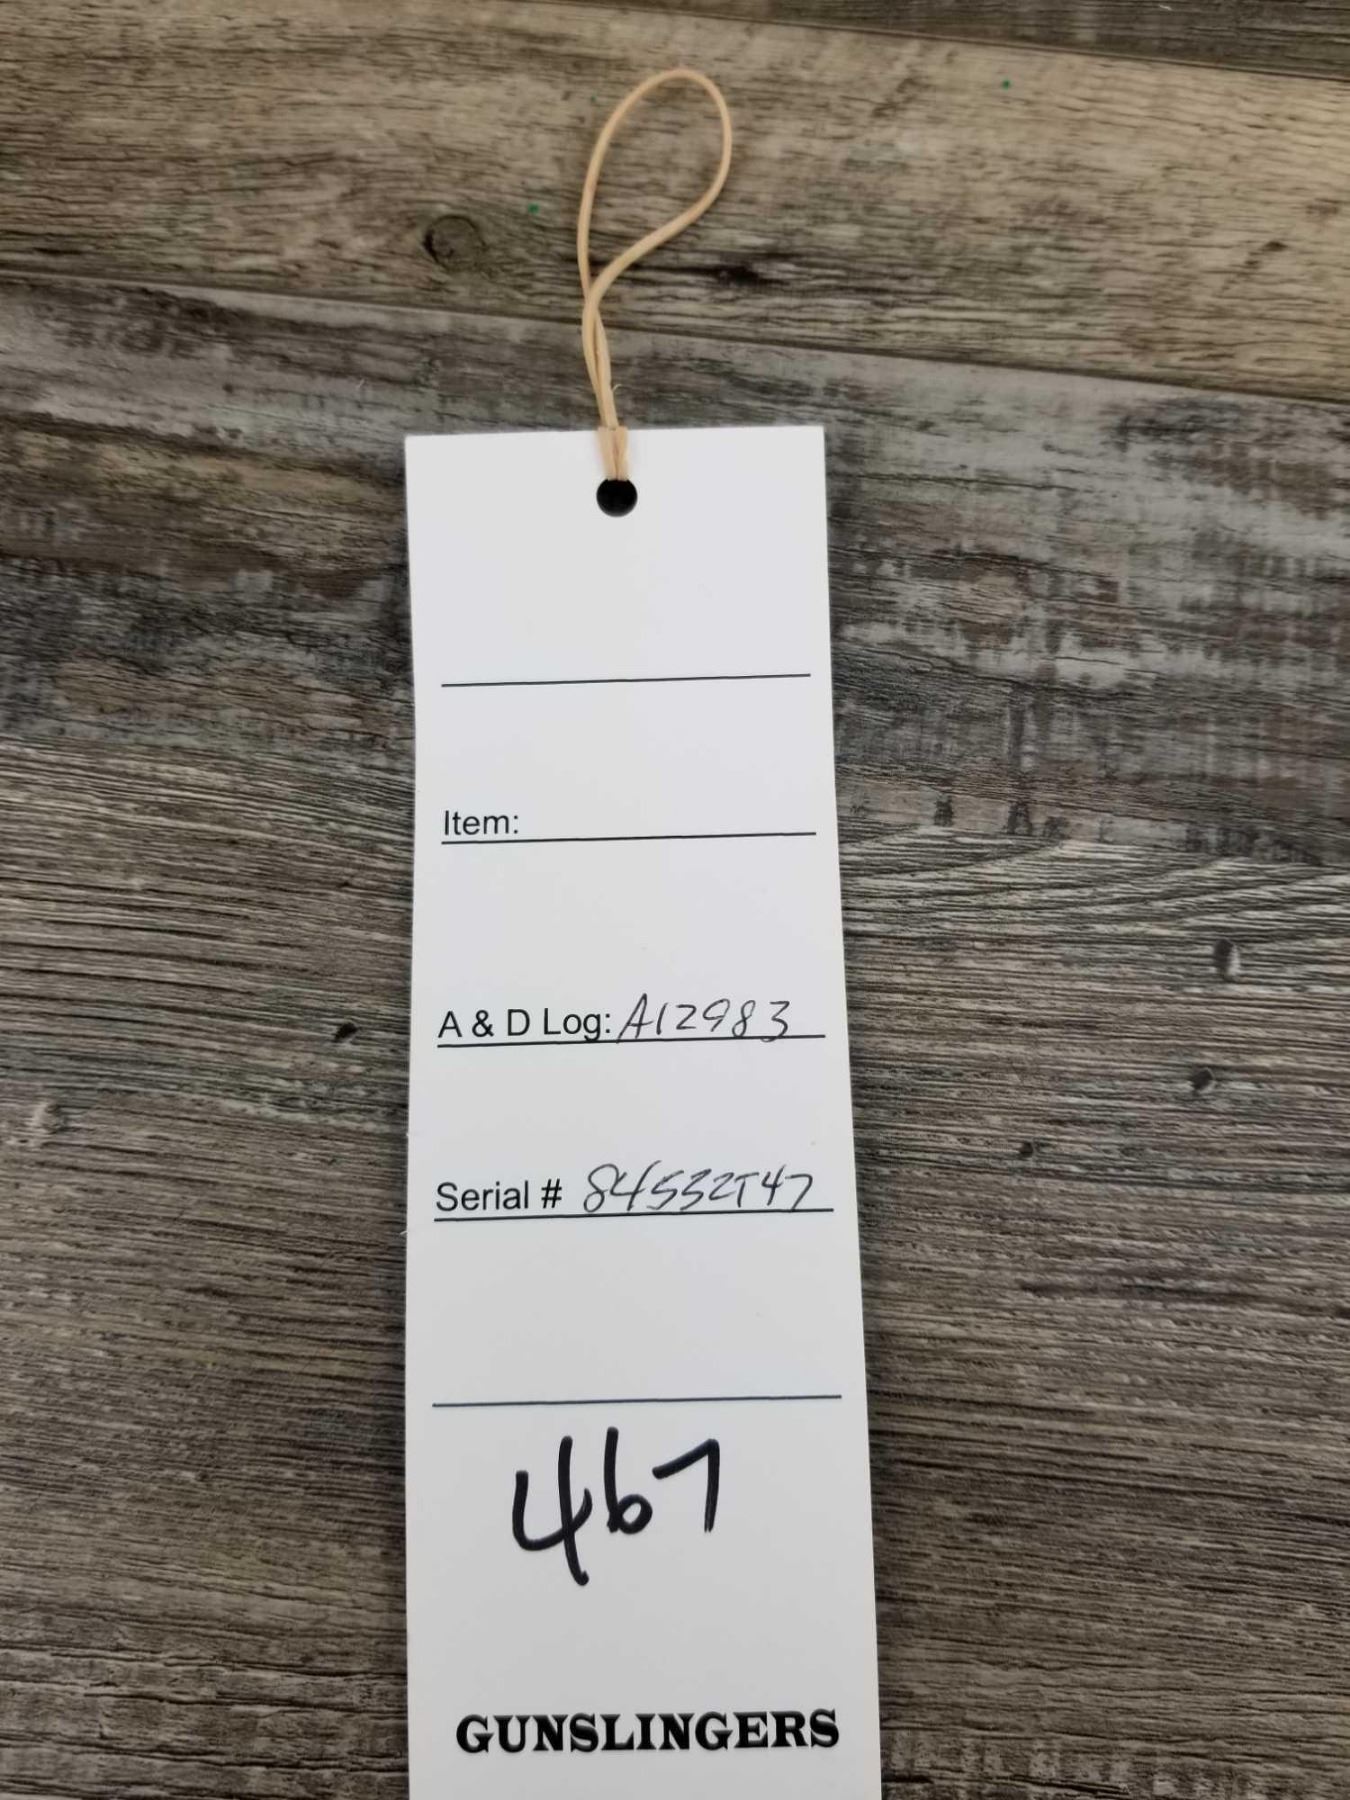 Item:
A & D Log: A12983
Serial # 84532T47
467
GUNSLINGERS